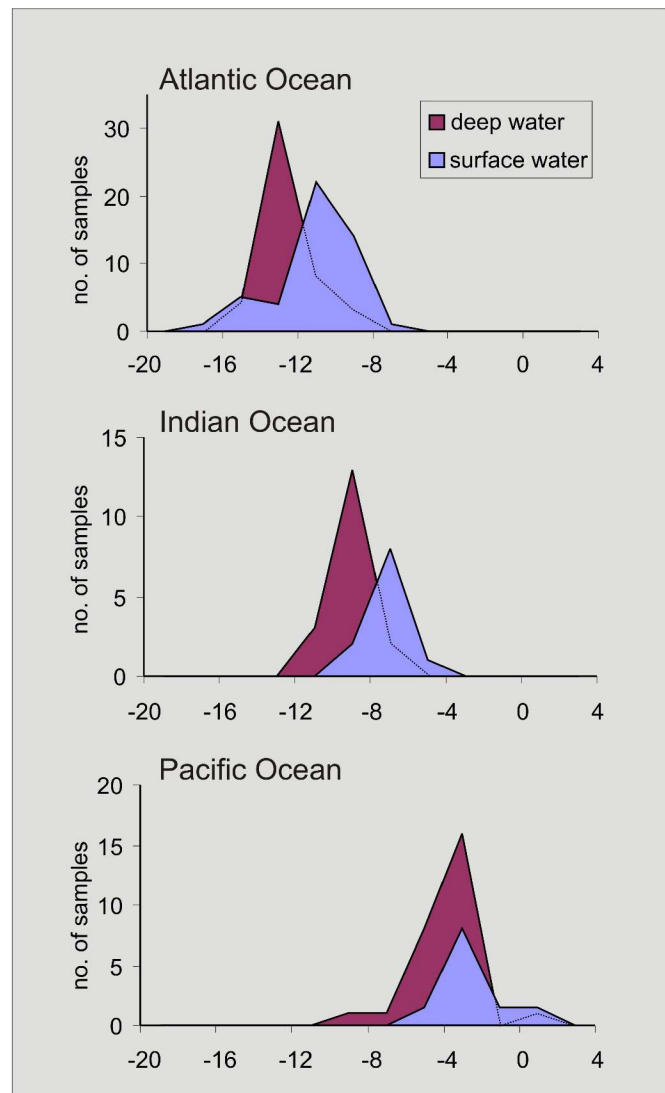 Atlantic Ocean
deep water
surface water
no. of samples
30
20
10
0
-20 -16 -12 -8 -4 0 4
Indian Ocean
no. of samples
15
10
5
0
-20 -16 -12 -8 -4 0 4
Pacific Ocean
no. of samples
20
15
10
5
0
-20 -16 -12 -8 -4 0 4